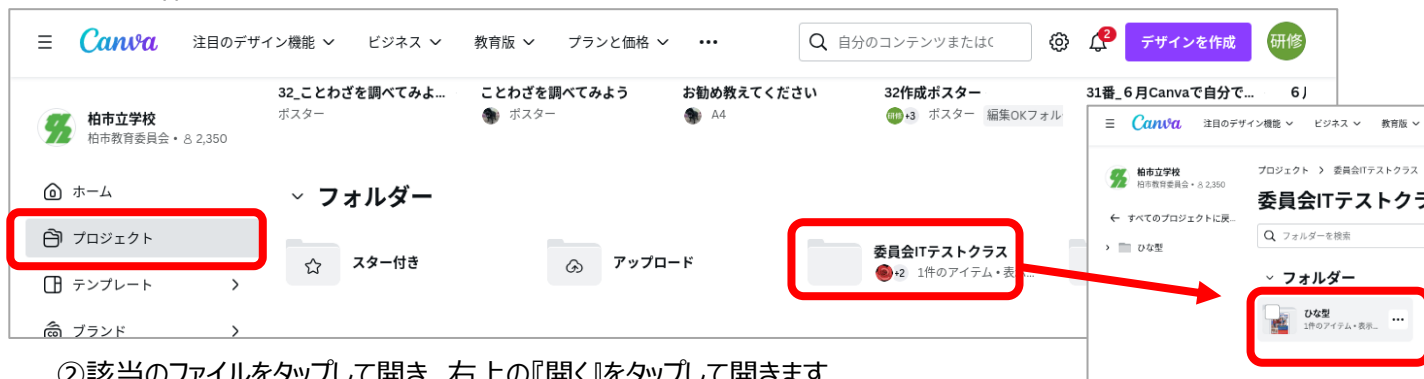 Canva 注目のデザイン機能 ビジネス 教育版 プランと価格 ••• 自分のコンテンツまたは 2 デザインを作成 研修
32_ことわざを調べてみよ... ことわざを調べてみよう お勧め教えてください 32作成ポスター 31番_６月Canvaで自分で...
ポスター ポスター A4 研修 +3 ポスター 編集OKフォル
柏市立学校
柏市教育委員会・ 2,350
ホーム
プロジェクト
テンプレート
ブランド
フォルダー
スター付き アップロード 委員会ITテストクラス
+2 1件のアイテム・表示...
Canva 注目のデザイン機能 ビジネス 教育版
柏市立学校
柏市教育委員会・ 2,350
← すべてのプロジェクトに戻...
ひな型
プロジェクト > 委員会ITテストクラス
委員会ITテストクラ
フォルダーを検索
フォルダー
ひな型
1件のアイテム・表示... •••
②該当のファイルをタップして開き、右上の『開く』をタップして開きます